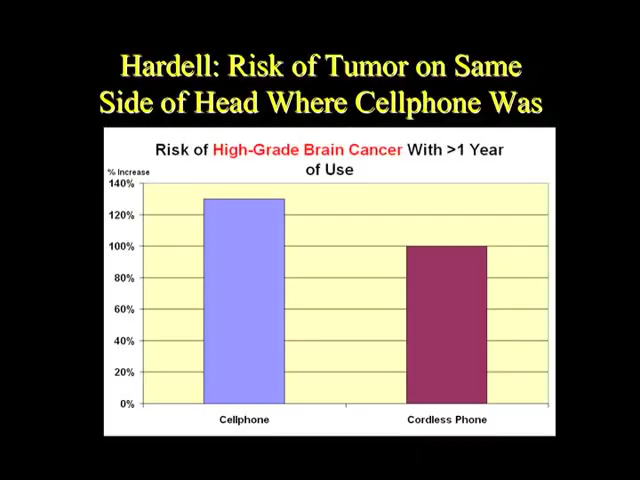 Hardell: Risk of Tumor on Same
Side of Head Where Cellphone Was
Risk of High-Grade Brain Cancer With >1 Year
of Use
% Increase
140%
120%
100%
80%
60%
40%
20%
0%
Cellphone
Cordless Phone